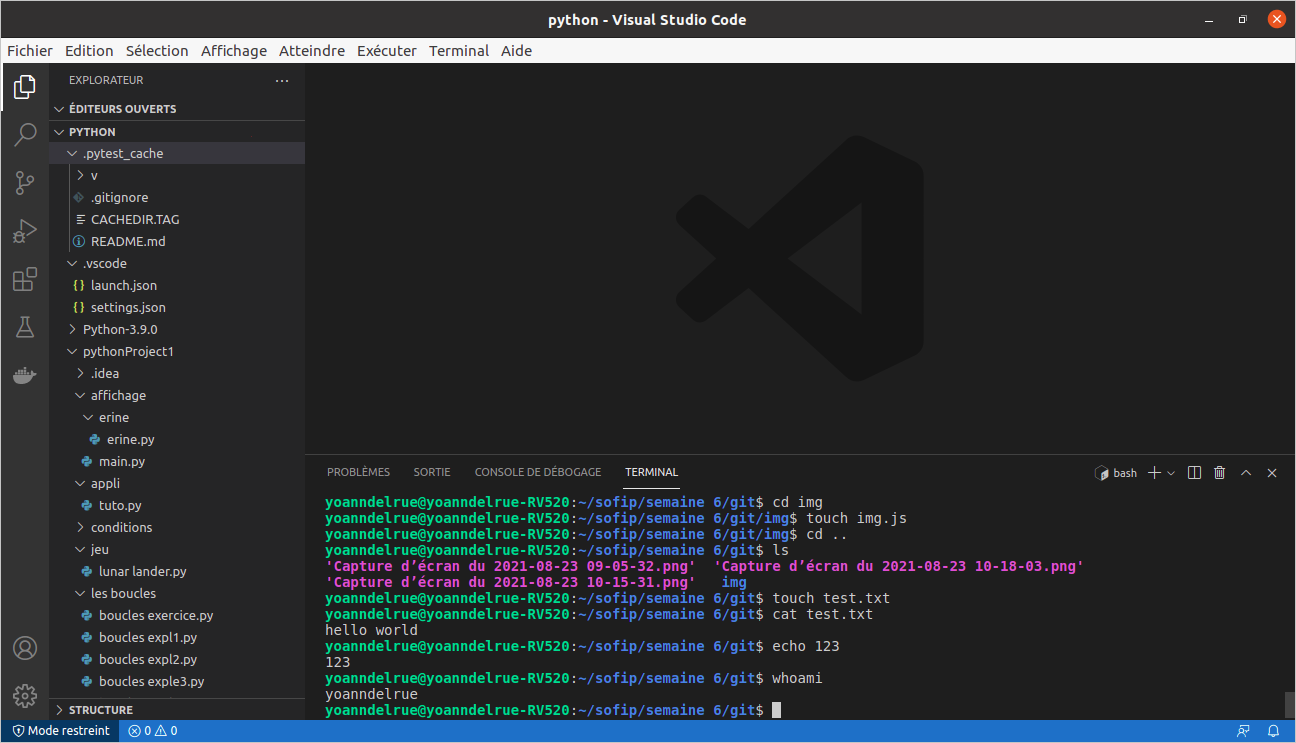 python - Visual Studio Code
Fichier Edition Sélection Affichage Atteindre Exécuter Terminal Aide
EXPLORATEUR
ÉDITEURS OUVERTS
PYTHON
.pytest_cache
v
.gitignore
CACHEDIR.TAG
README.md
.vscode
{} launch.json
{} settings.json
Python-3.9.0
pythonProject1
.idea
affichage
erine
erine.py
main.py
appli
tuto.py
conditions
jeu
lunar lander.py
les boucles
boucles exercice.py
boucles expl1.py
boucles expl2.py
boucles exple3.py
STRUCTURE
PROBLÈMES SORTIE CONSOLE DE DÉBOGAGE TERMINAL bash
yoanndelrue@yoanndelrue-RV520:~/sofip/semaine 6/git$ cd img
yoanndelrue@yoanndelrue-RV520:~/sofip/semaine 6/git/img$ touch img.js
yoanndelrue@yoanndelrue-RV520:~/sofip/semaine 6/git/img$ cd ..
yoanndelrue@yoanndelrue-RV520:~/sofip/semaine 6/git$ ls
'Capture d’écran du 2021-08-23 09-05-32.png' 'Capture d’écran du 2021-08-23 10-18-03.png'
'Capture d’écran du 2021-08-23 10-15-31.png' img
yoanndelrue@yoanndelrue-RV520:~/sofip/semaine 6/git$ touch test.txt
yoanndelrue@yoanndelrue-RV520:~/sofip/semaine 6/git$ cat test.txt
hello world
yoanndelrue@yoanndelrue-RV520:~/sofip/semaine 6/git$ echo 123
123
yoanndelrue@yoanndelrue-RV520:~/sofip/semaine 6/git$ whoami
yoanndelrue
yoanndelrue@yoanndelrue-RV520:~/sofip/semaine 6/git$
Mode restreint 0 0